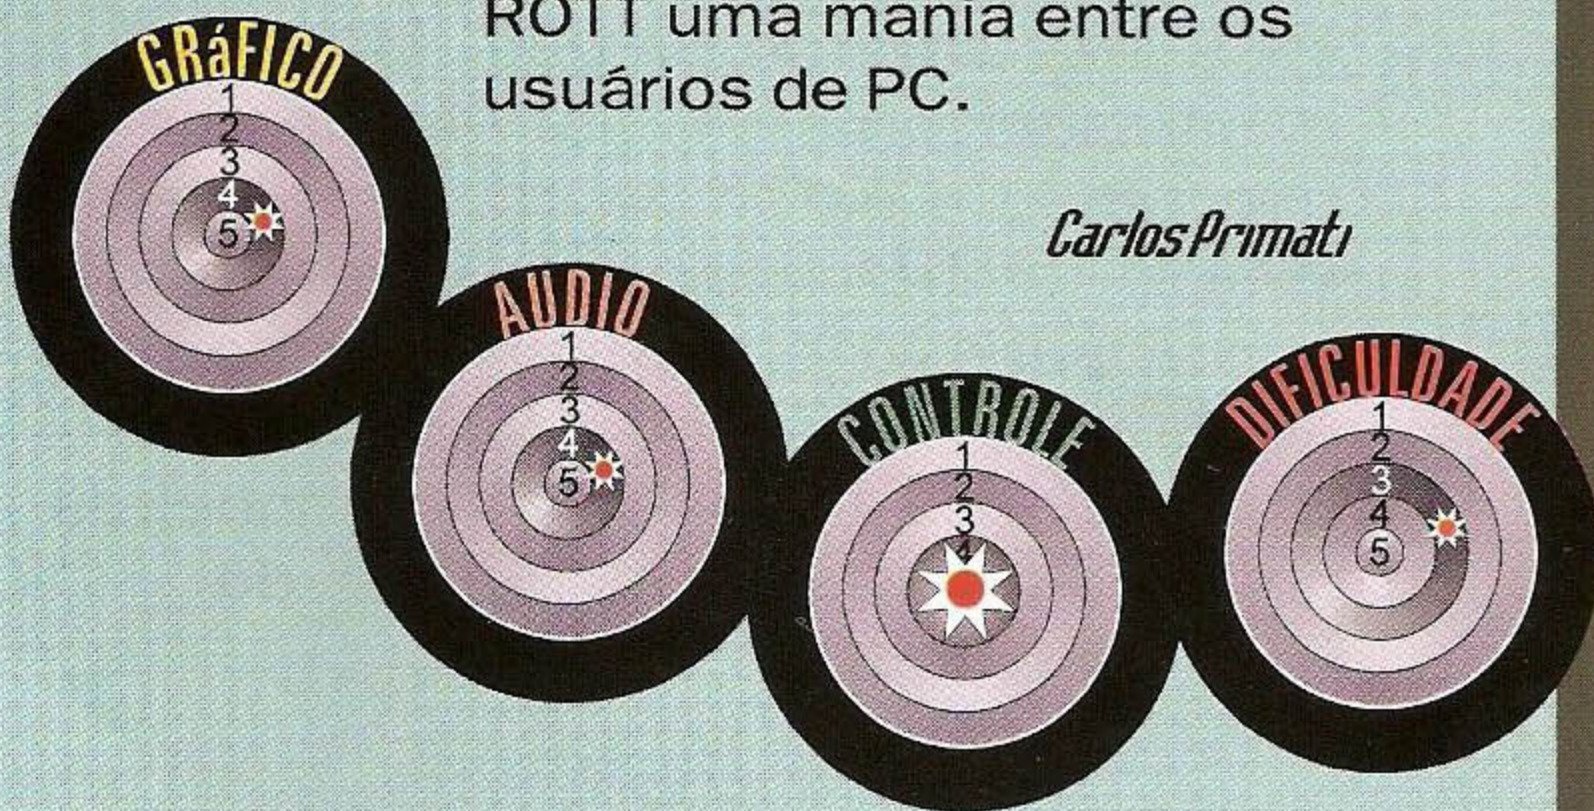 ROTT uma mania entre os
usuários de PC.
Carlos Primati
GRáFICO
1
2
3
4
5
AUDIO
1
2
3
4
5
CONTROLE
1
2
3
4
DIFICULDADE
1
2
3
4
5